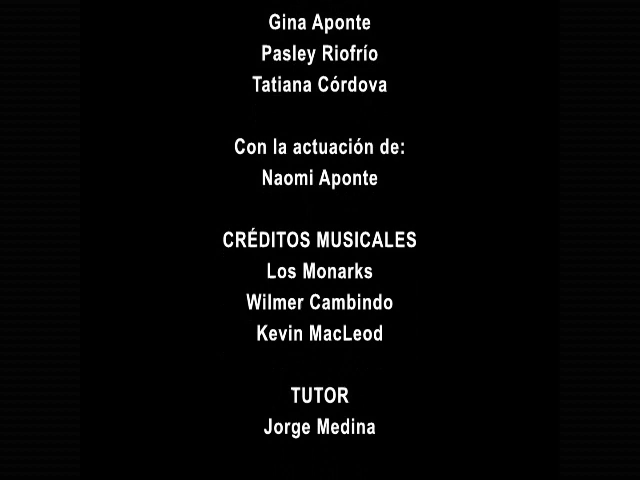 Gina Aponte
Pasley Riofrío
Tatiana Córdova
Con la actuación de:
Naomi Aponte
CRÉDITOS MUSICALES
Los Monarks
Wilmer Cambindo
Kevin MacLeod
TUTOR
Jorge Medina